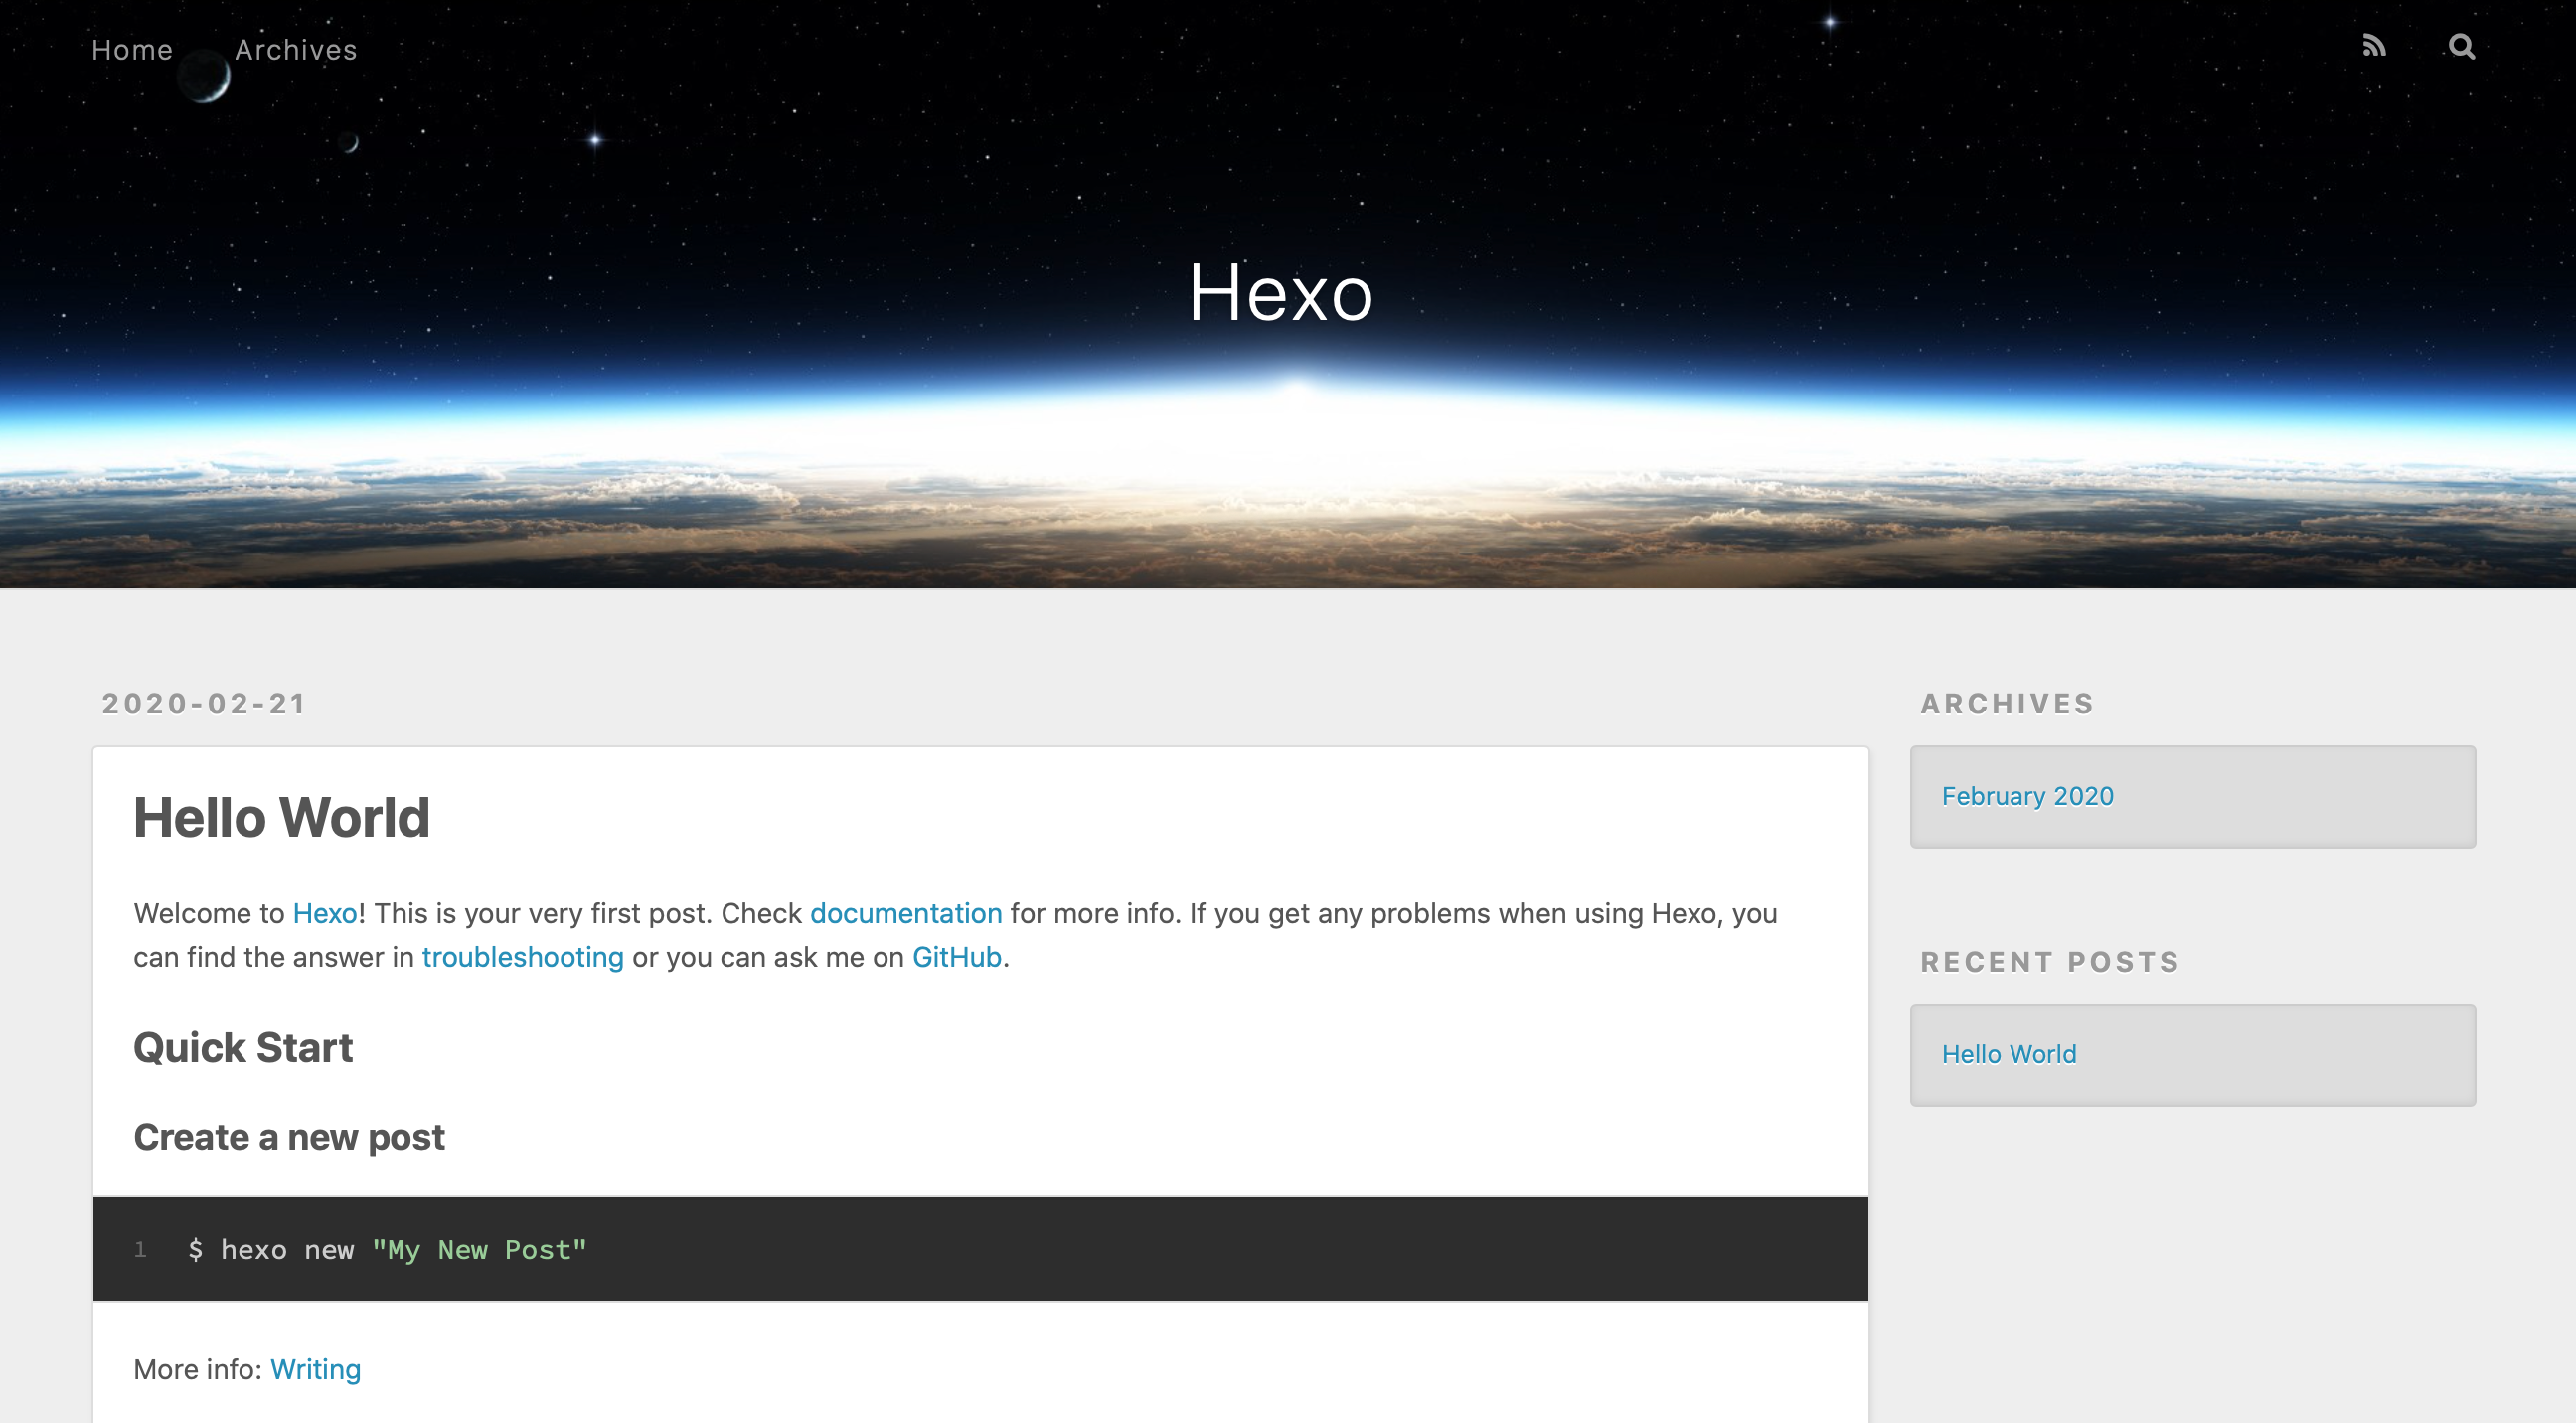 Home Archives
Hexo
2020-02-21
Hello World
Welcome to Hexo! This is your very first post. Check documentation for more info. If you get any problems when using Hexo, you
can find the answer in troubleshooting or you can ask me on GitHub.
Quick Start
Create a new post
1 $ hexo new "My New Post"
More info: Writing
ARCHIVES
February 2020
RECENT POSTS
Hello World